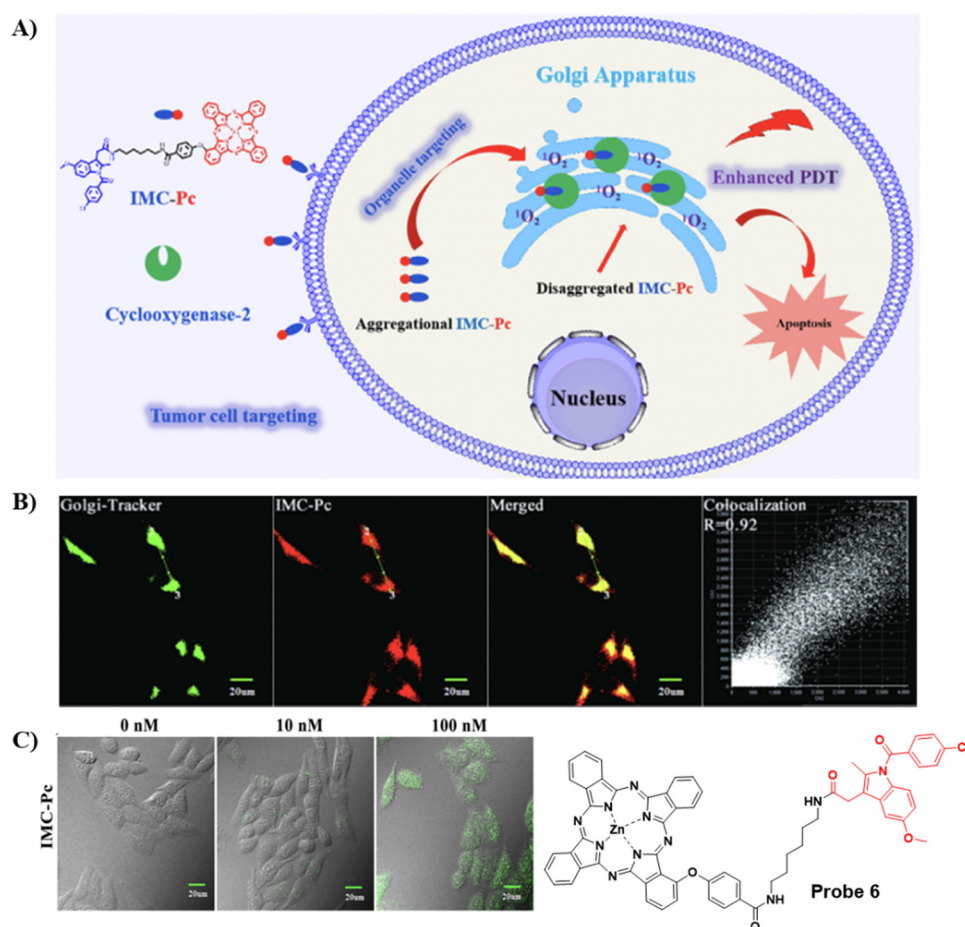 A)
Golgi Apparatus
Organelle targeting
¹O₂
¹O₂
¹O₂
¹O₂
¹O₂
¹O₂
Enhanced PDT
IMC-Pc
Cyclooxygenase-2
Aggregational IMC-Pc
Disaggregated IMC-Pc
Apoptosis
Nucleus
Tumor cell targeting
B)
Golgi-Tracker
IMC-Pc
Merged
Colocalization
R=0.92
20um
20um
20um
C)
0 nM
10 nM
100 nM
IMC-Pc
20um
20um
20um
N
N
N
N
N
N
N
N
Zn
O
O
NH
HN
O
O
N
O
Probe 6